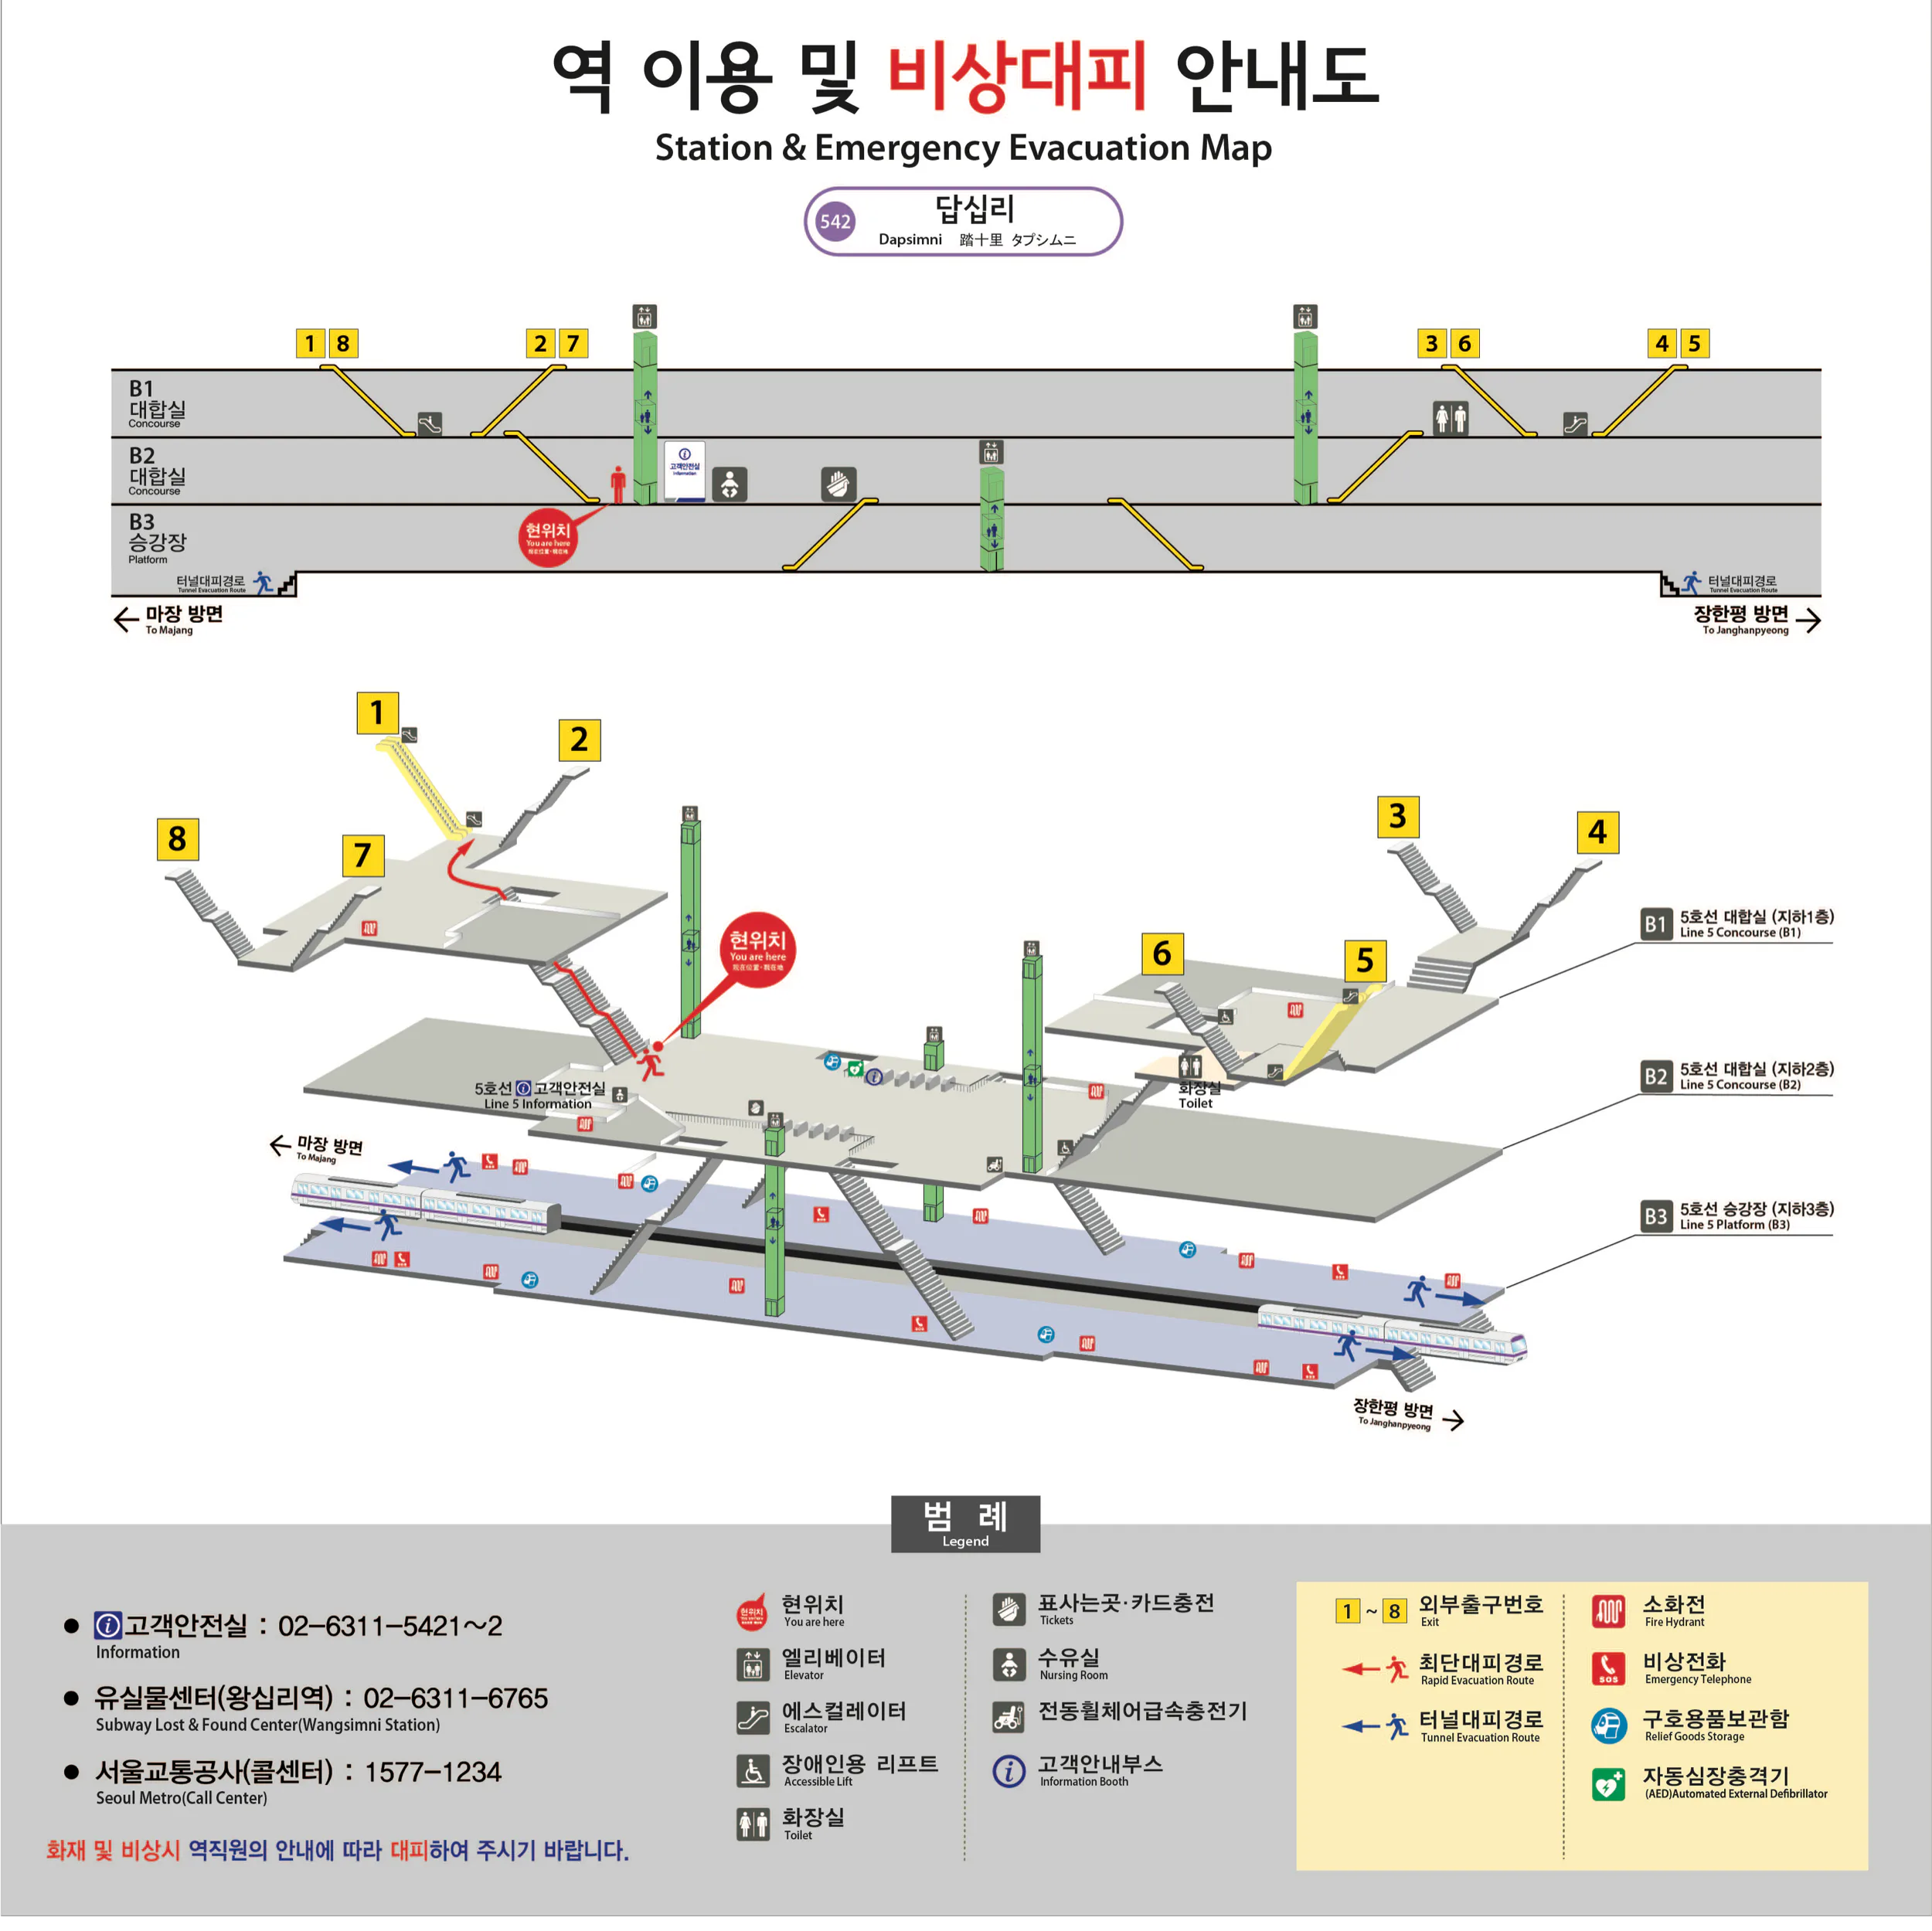 역 이용 및 비상대피 안내도
Station & Emergency Evacuation Map
542
답십리
Dapsimni 踏十里 タプシムニ
1 8
2 7
3 6
4 5
B1
대합실
Concourse
B2
대합실
Concourse
고객안전실
Information
현위치
You are here
B3
승강장
Platform
터널대피경로
Tunnel Evacuation Route
터널대피경로
Tunnel Evacuation Route
마장 방면
To Majang
장한평 방면
To Janghanpyeong
1
2
8
7
3
4
6
5
현위치
You are here
现在位置·現在地
B1 5호선 대합실 (지하1층)
Line 5 Concourse (B1)
B2 5호선 대합실 (지하2층)
Line 5 Concourse (B2)
B3 5호선 승강장 (지하3층)
Line 5 Platform (B3)
5호선 고객안전실
Line 5 Information
화장실
Toilet
마장 방면
To Majang
장한평 방면
To Janghanpyeong
범 례
Legend
고객안전실 : 02-6311-5421~2
Information
유실물센터(왕십리역) : 02-6311-6765
Subway Lost & Found Center(Wangsimni Station)
서울교통공사(콜센터) : 1577-1234
Seoul Metro(Call Center)
화재 및 비상시 역직원의 안내에 따라 대피하여 주시기 바랍니다.
현위치
현위치
You are here
엘리베이터
Elevator
에스컬레이터
Escalator
장애인용 리프트
Accessible Lift
화장실
Toilet
표사는곳·카드충전
Tickets
수유실
Nursing Room
전동휠체어급속충전기
고객안내부스
Information Booth
1 ~ 8 외부출구번호
Exit
최단대피경로
Rapid Evacuation Route
터널대피경로
Tunnel Evacuation Route
소화전
Fire Hydrant
SOS
비상전화
Emergency Telephone
구호용품보관함
Relief Goods Storage
자동심장충격기
(AED)Automated External Defibrillator